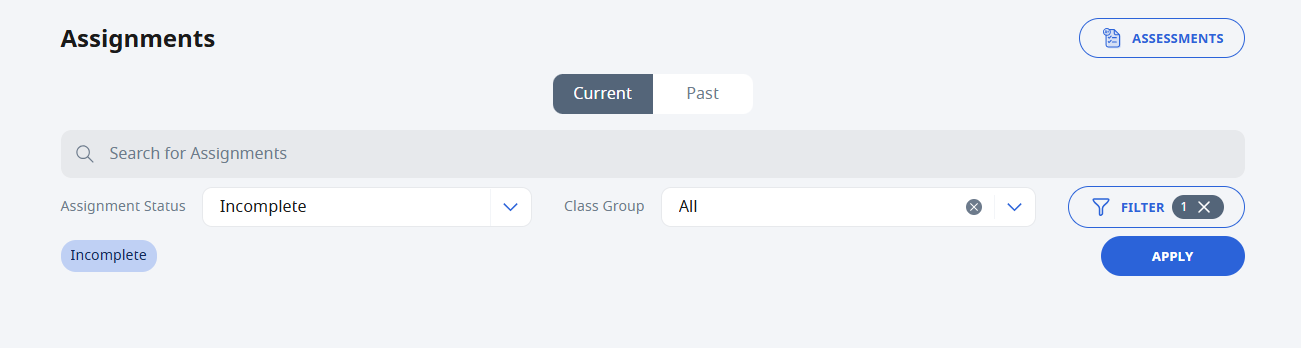 Assignments
ASSESSMENTS
Current Past
Search for Assignments
Assignment Status Incomplete Class Group All FILTER 1
Incomplete
APPLY